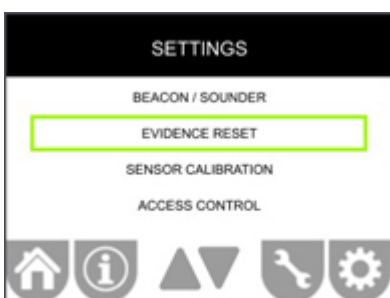 SETTINGS
BEACON / SOUNDER
EVIDENCE RESET
SENSOR CALIBRATION
ACCESS CONTROL